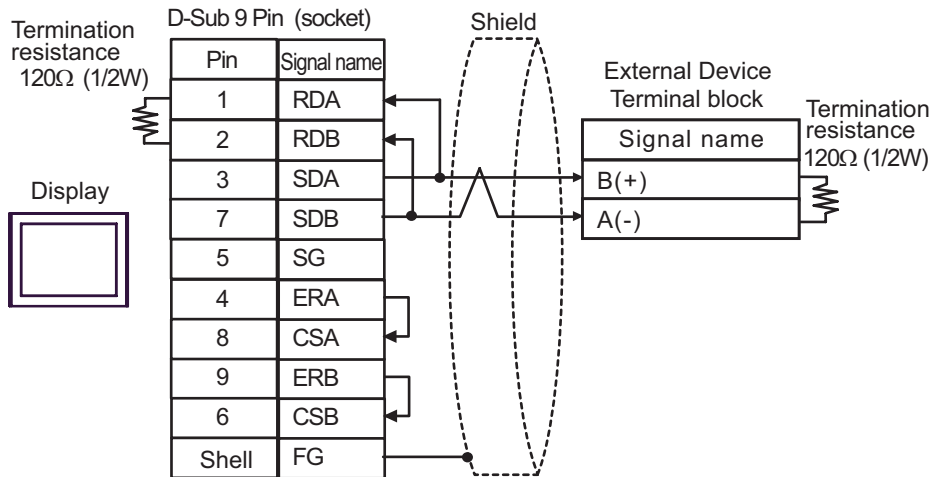 D-Sub 9 Pin (socket)
Shield
Termination
resistance
120Ω (1/2W)
Pin Signal name
1 RDA
2 RDB
3 SDA
7 SDB
5 SG
4 ERA
8 CSA
9 ERB
6 CSB
Shell FG
Display
External Device
Terminal block
Signal name
B(+)
A(-)
Termination
resistance
120Ω (1/2W)